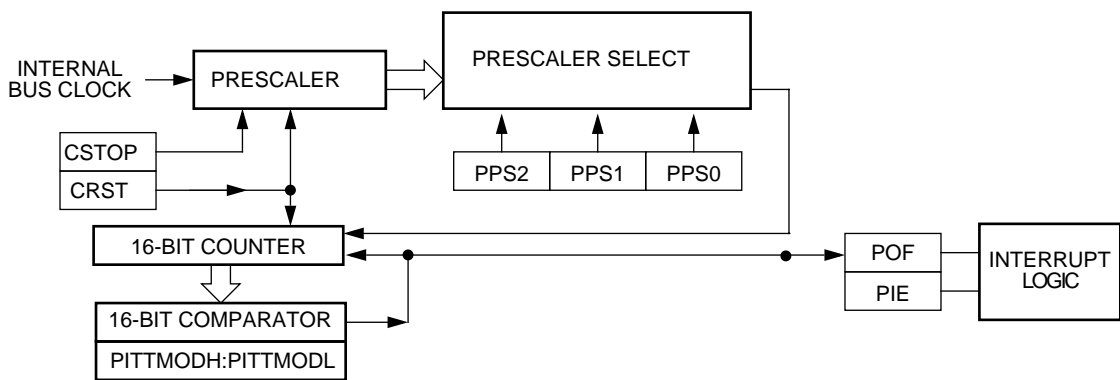 INTERNAL
BUS CLOCK
PRESCALER
PRESCALER SELECT
CSTOP
CRST
PPS2
PPS1
PPS0
16-BIT COUNTER
16-BIT COMPARATOR
PITTMODH:PITTMODL
POF
PIE
INTERRUPT
LOGIC